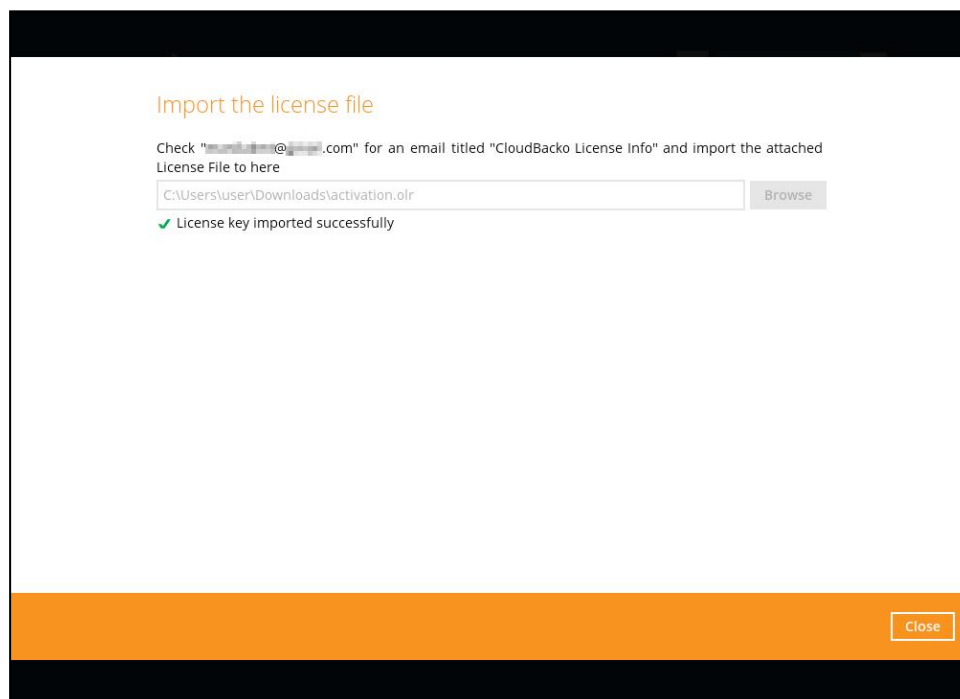 Import the license file
Check "@.com" for an email titled "CloudBacko License Info" and import the attached
License File to here
C:\Users\user\Downloads\activation.olr
Browse
License key imported successfully
Close